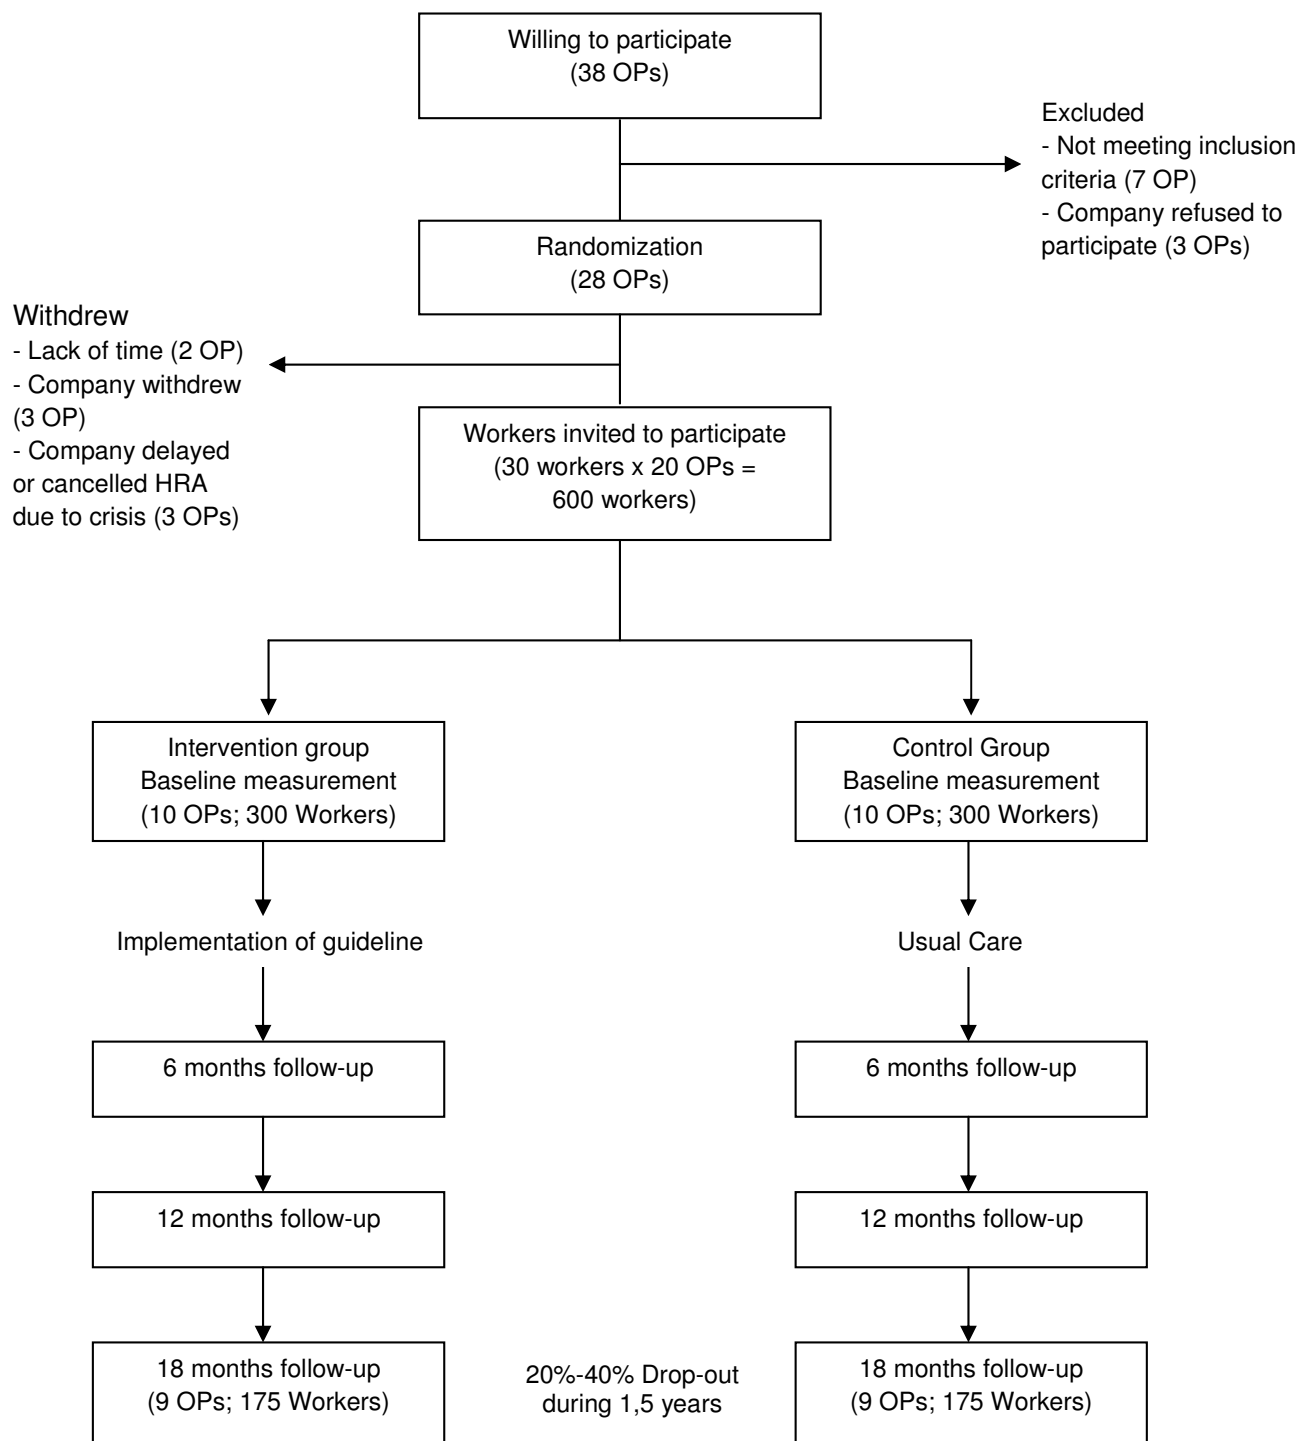 Willing to participate
(38 OPs)
Excluded
- Not meeting inclusion
criteria (7 OP)
- Company refused to
participate (3 OPs)
Randomization
(28 OPs)
Withdrew
- Lack of time (2 OP)
- Company withdrew
(3 OP)
- Company delayed
or cancelled HRA
due to crisis (3 OPs)
Workers invited to participate
(30 workers x 20 OPs =
600 workers)
Intervention group
Baseline measurement
(10 OPs; 300 Workers)
Control Group
Baseline measurement
(10 OPs; 300 Workers)
Implementation of guideline
Usual Care
6 months follow-up
6 months follow-up
12 months follow-up
12 months follow-up
18 months follow-up
(9 OPs; 175 Workers)
20%-40% Drop-out
during 1,5 years
18 months follow-up
(9 OPs; 175 Workers)